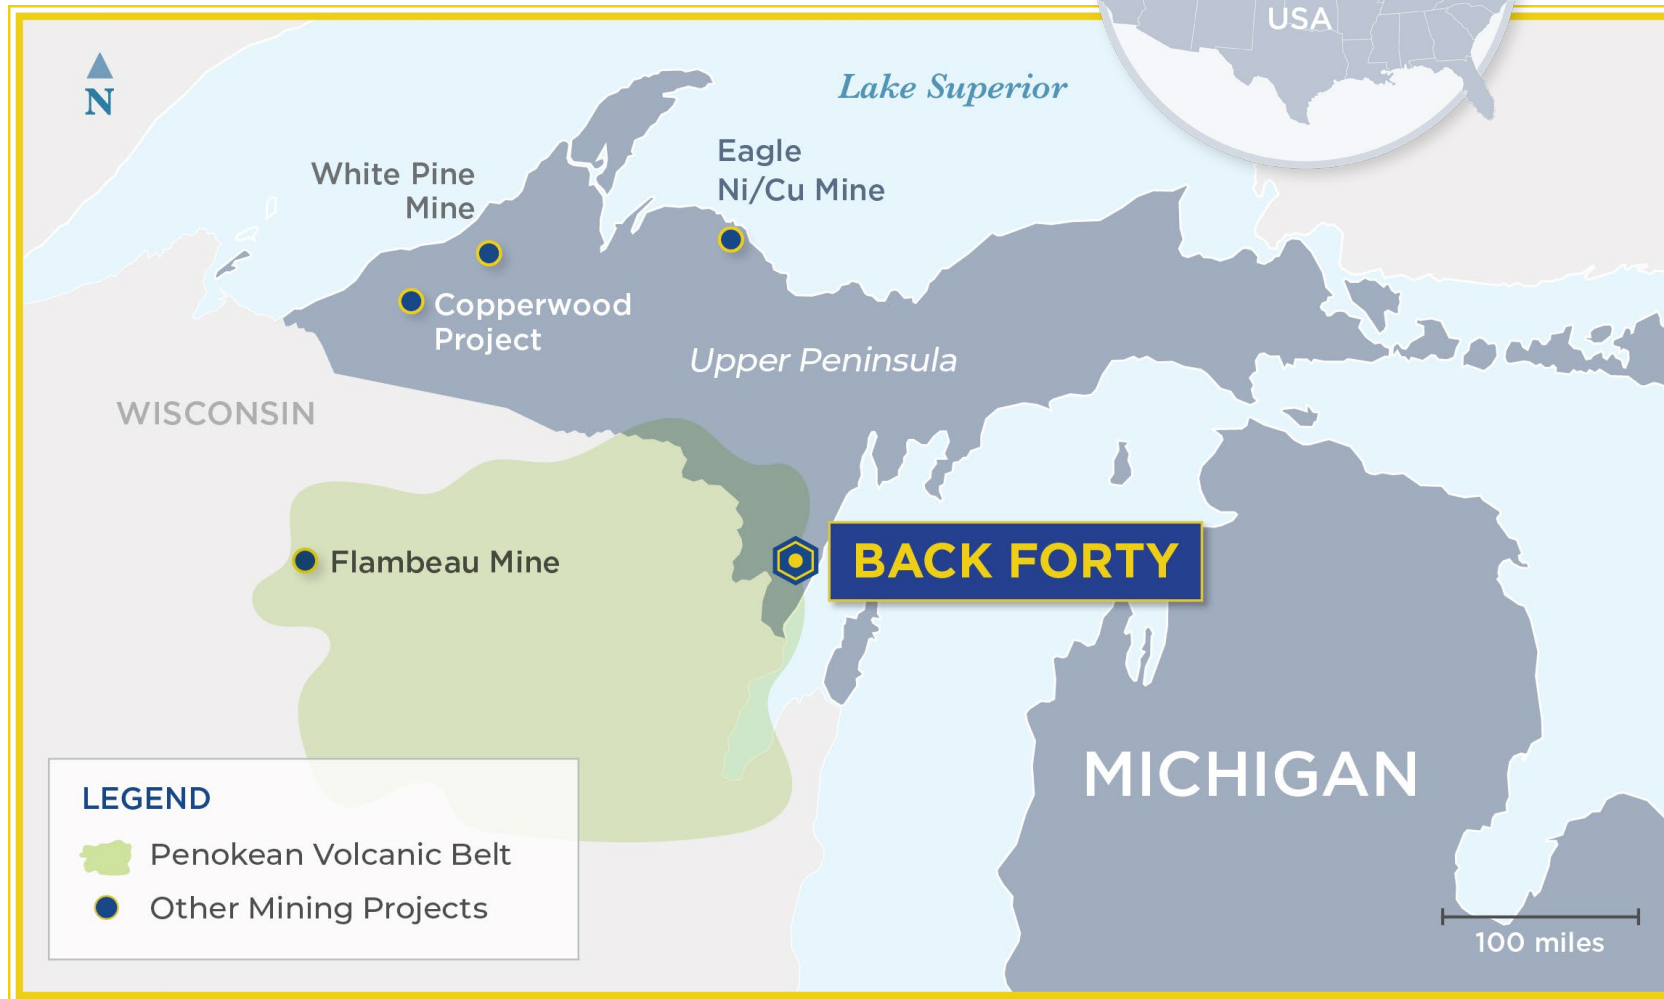 USA
N
Lake Superior
White Pine
Mine
Eagle
Ni/Cu Mine
Copperwood
Project
Upper Peninsula
WISCONSIN
Flambeau Mine
BACK FORTY
MICHIGAN
LEGEND
Penokean Volcanic Belt
Other Mining Projects
100 miles